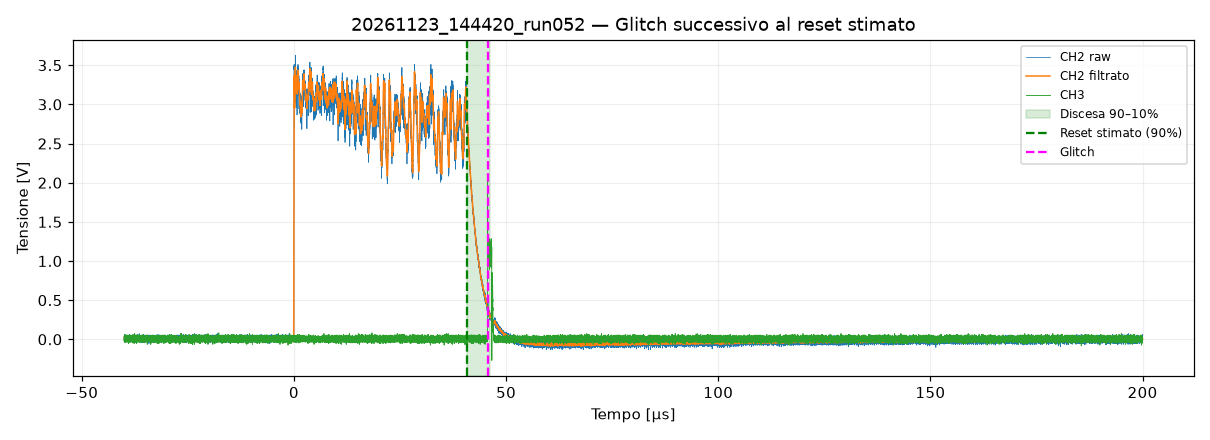 20261123_144420_run052 — Glitch successivo al reset stimato
Tensione [V]
3.5
3.0
2.5
2.0
1.5
1.0
0.5
0.0
CH2 raw
CH2 filtrato
CH3
Discesa 90–10%
Reset stimato (90%)
Glitch
−50
0
50
100
150
200
Tempo [µs]